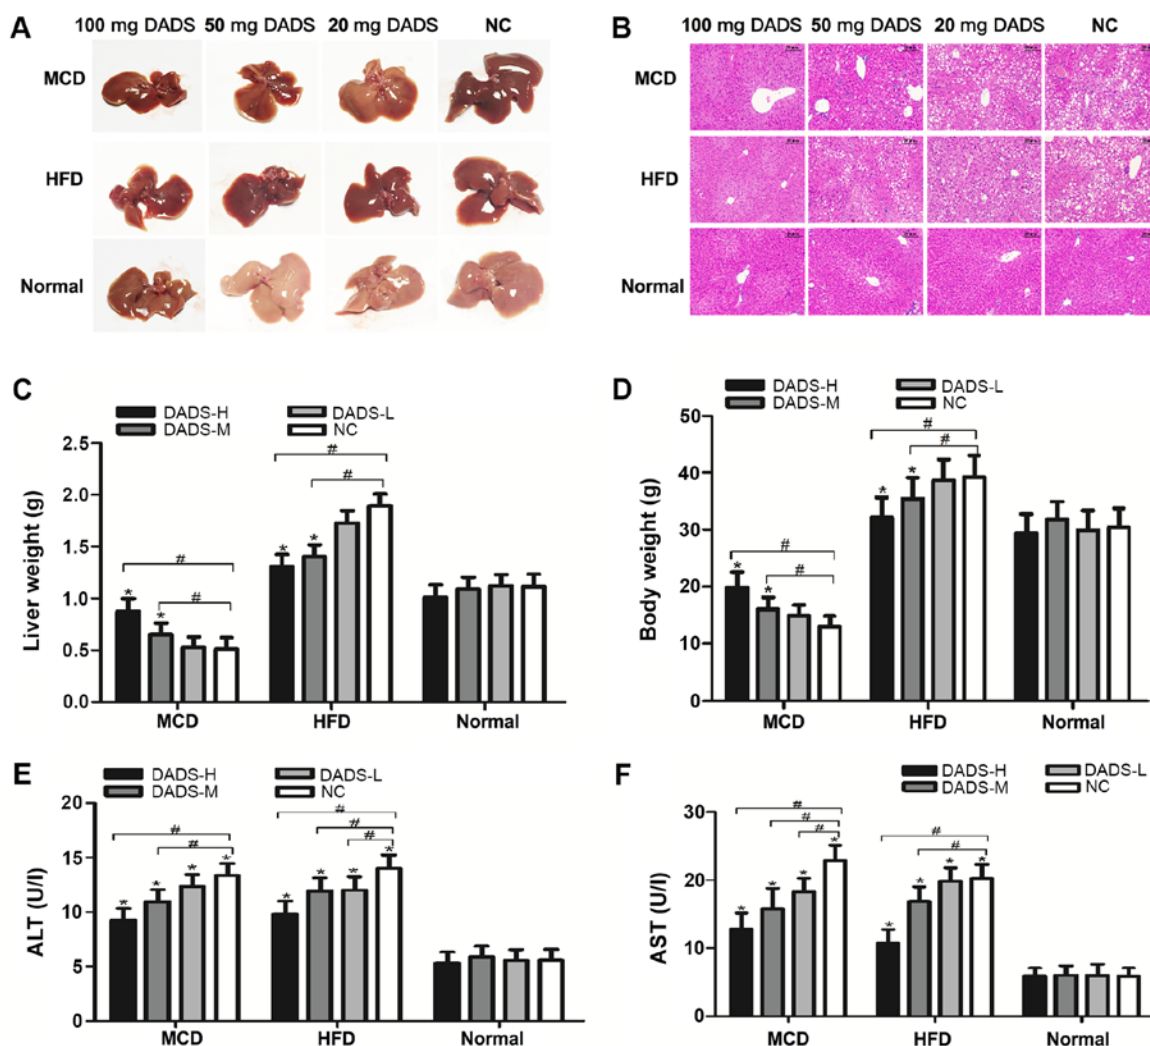 A
100 mg DADS 50 mg DADS 20 mg DADS NC
MCD
HFD
Normal
B
100 mg DADS 50 mg DADS 20 mg DADS NC
MCD
HFD
Normal
C
DADS-H DADS-L
DADS-M NC
Liver weight (g)
2.5
2.0
1.5
1.0
0.5
0.0
# # # #
* * * *
MCD HFD Normal
D
DADS-H DADS-L
DADS-M NC
Body weight (g)
50
40
30
20
10
0
# # # #
* * * *
MCD HFD Normal
E
DADS-H DADS-L
DADS-M NC
ALT (U/l)
20
15
10
5
0
# # # # #
* * * * * * * *
MCD HFD Normal
F
DADS-H DADS-L
DADS-M NC
AST (U/l)
30
20
10
0
# # # # #
* * * * * * * *
MCD HFD Normal